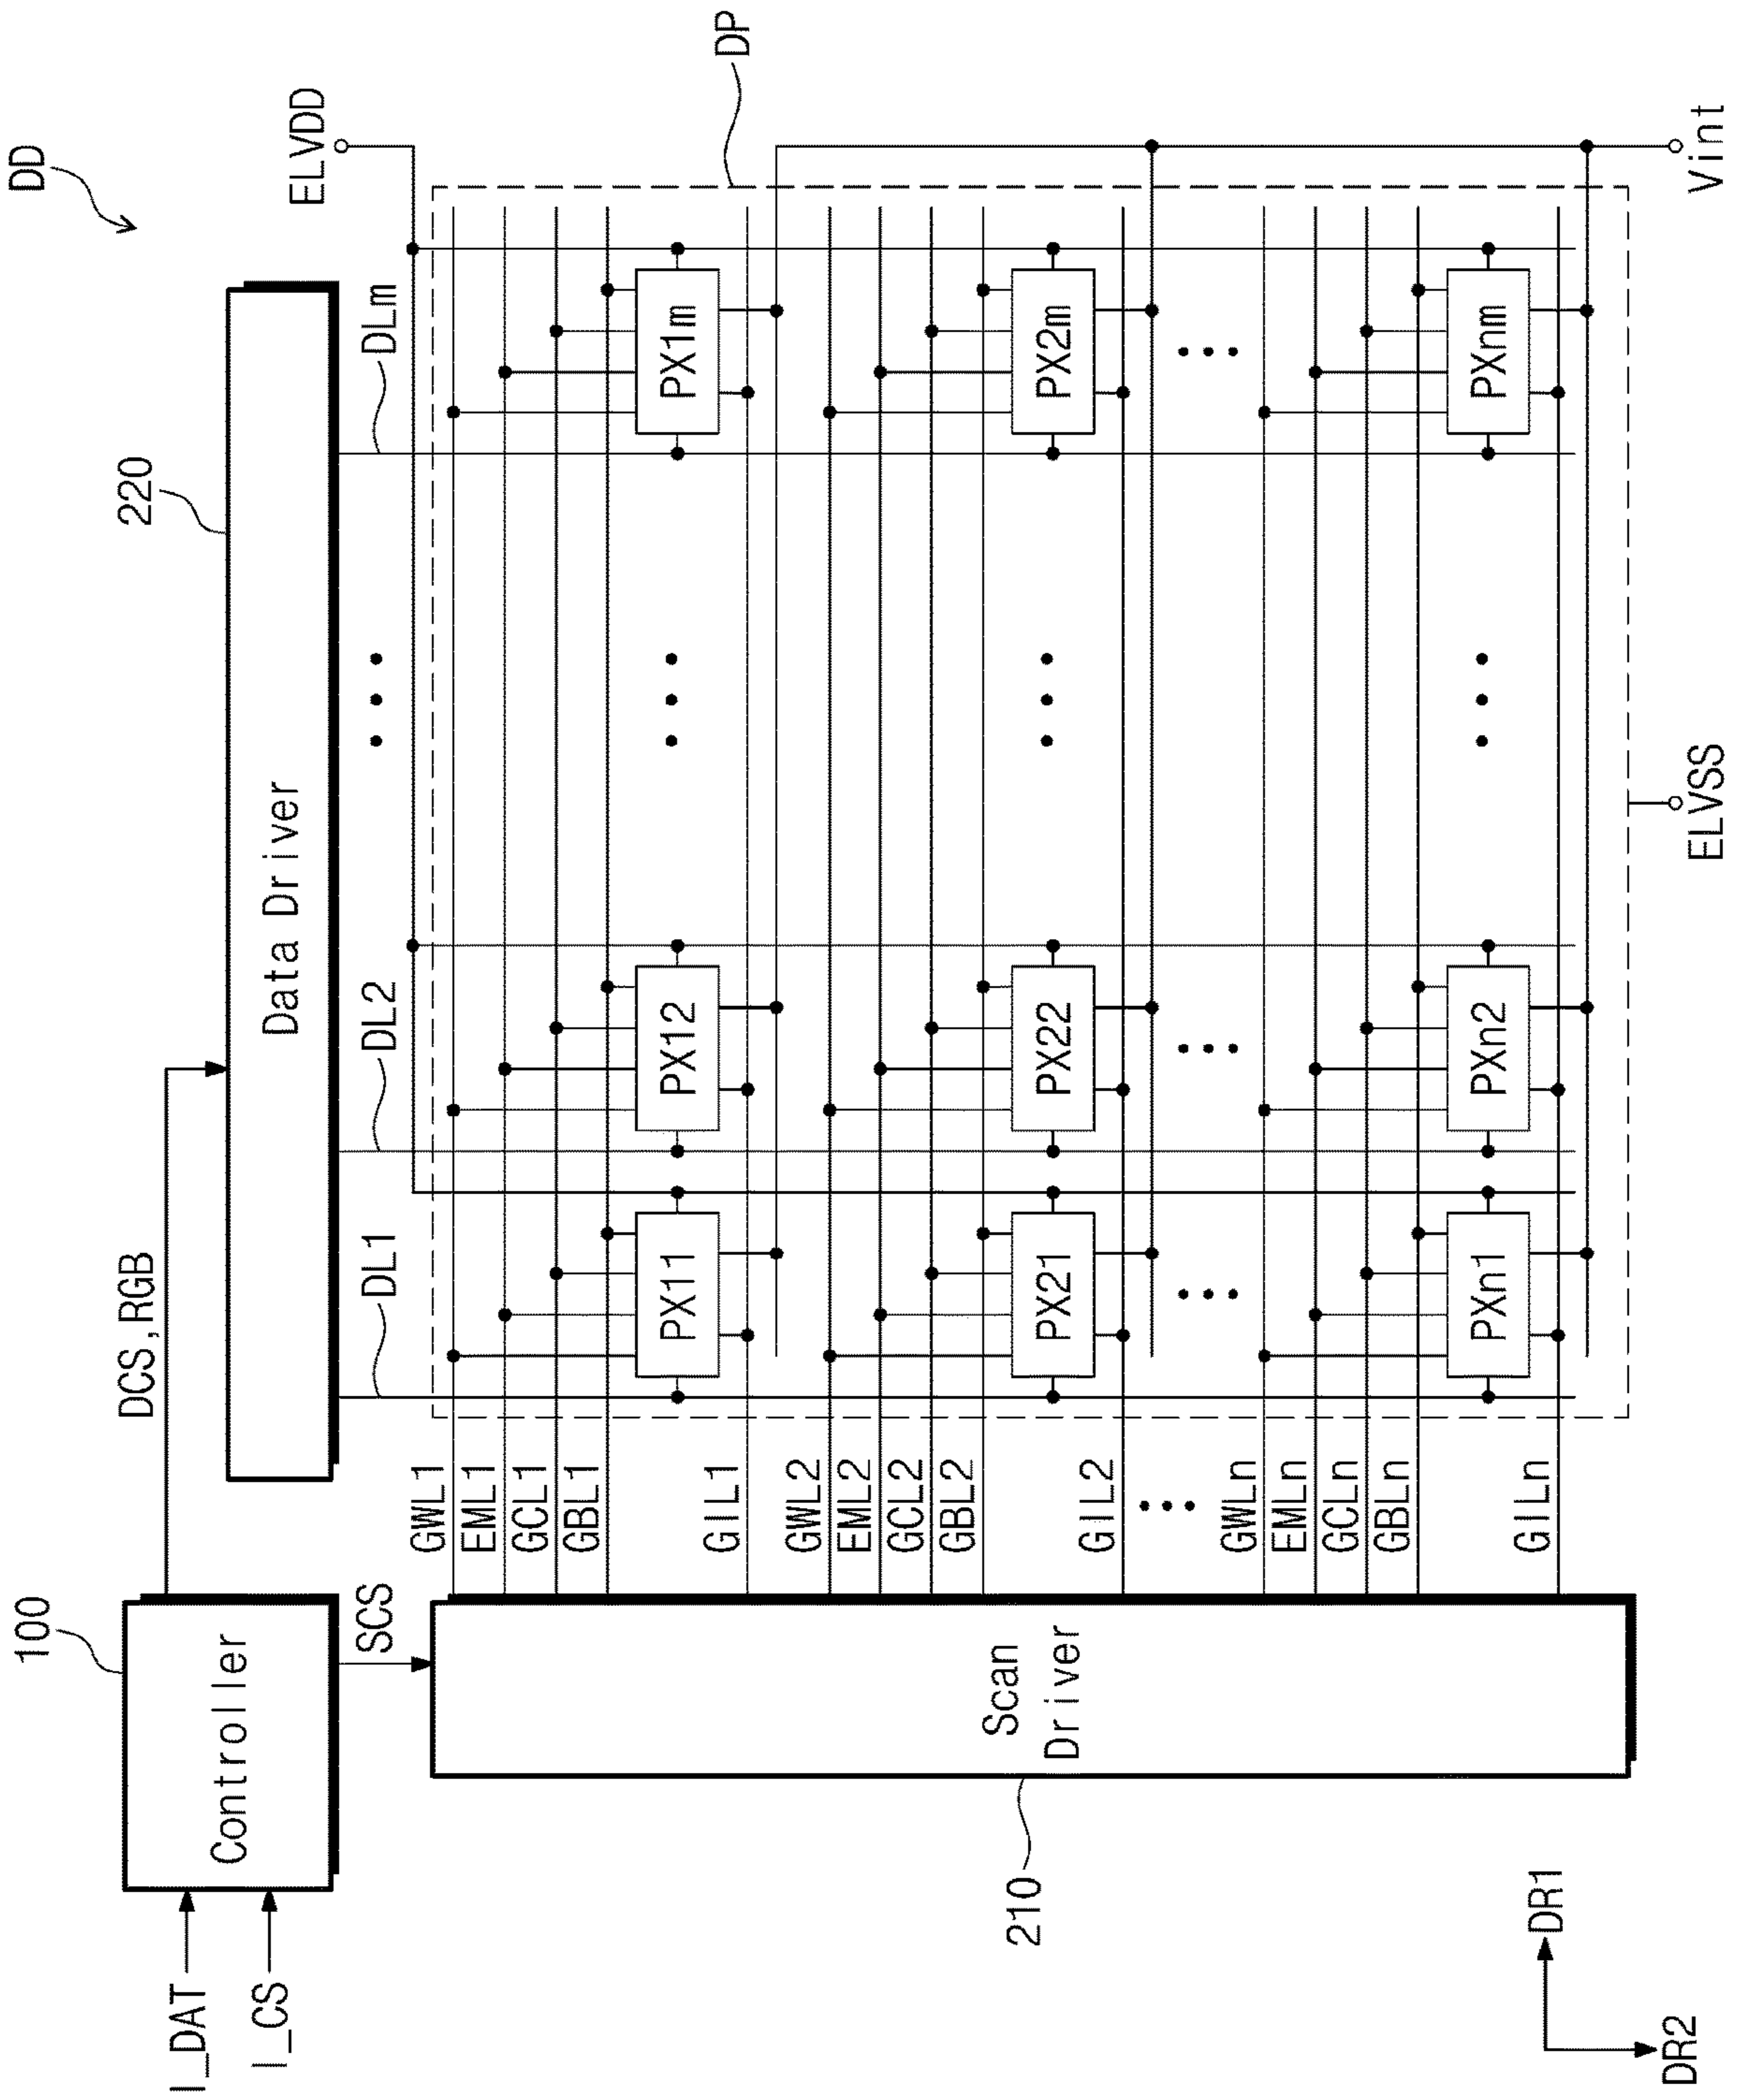 DD
100
DCS,RGB
220
I_DAT
I_CS
Controller
Data Driver
ELVDD
SCS
DL1
DL2
DLm
DP
GWL1
EML1
GCL1
GBL1
PX11
PX12
PX1m
GIL1
GWL2
EML2
GCL2
GBL2
PX21
PX22
PX2m
GIL2
210
Scan
Driver
GWLn
EMLn
GCLn
GBLn
PXn1
PXn2
PXnm
GILn
DR1
DR2
ELVSS
Vint